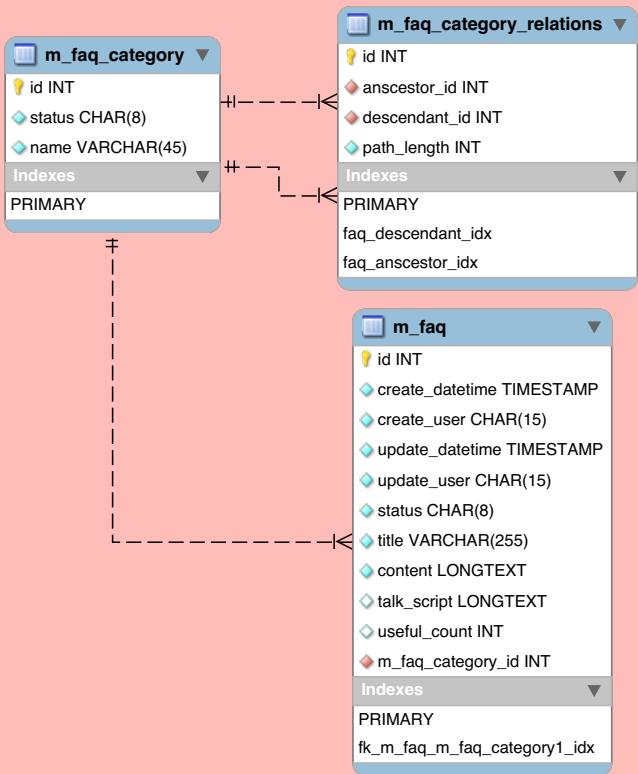 m_faq_category
id INT
status CHAR(8)
name VARCHAR(45)
Indexes
PRIMARY
m_faq_category_relations
id INT
anscestor_id INT
descendant_id INT
path_length INT
Indexes
PRIMARY
faq_descendant_idx
faq_anscestor_idx
m_faq
id INT
create_datetime TIMESTAMP
create_user CHAR(15)
update_datetime TIMESTAMP
update_user CHAR(15)
status CHAR(8)
title VARCHAR(255)
content LONGTEXT
talk_script LONGTEXT
useful_count INT
m_faq_category_id INT
Indexes
PRIMARY
fk_m_faq_m_faq_category1_idx